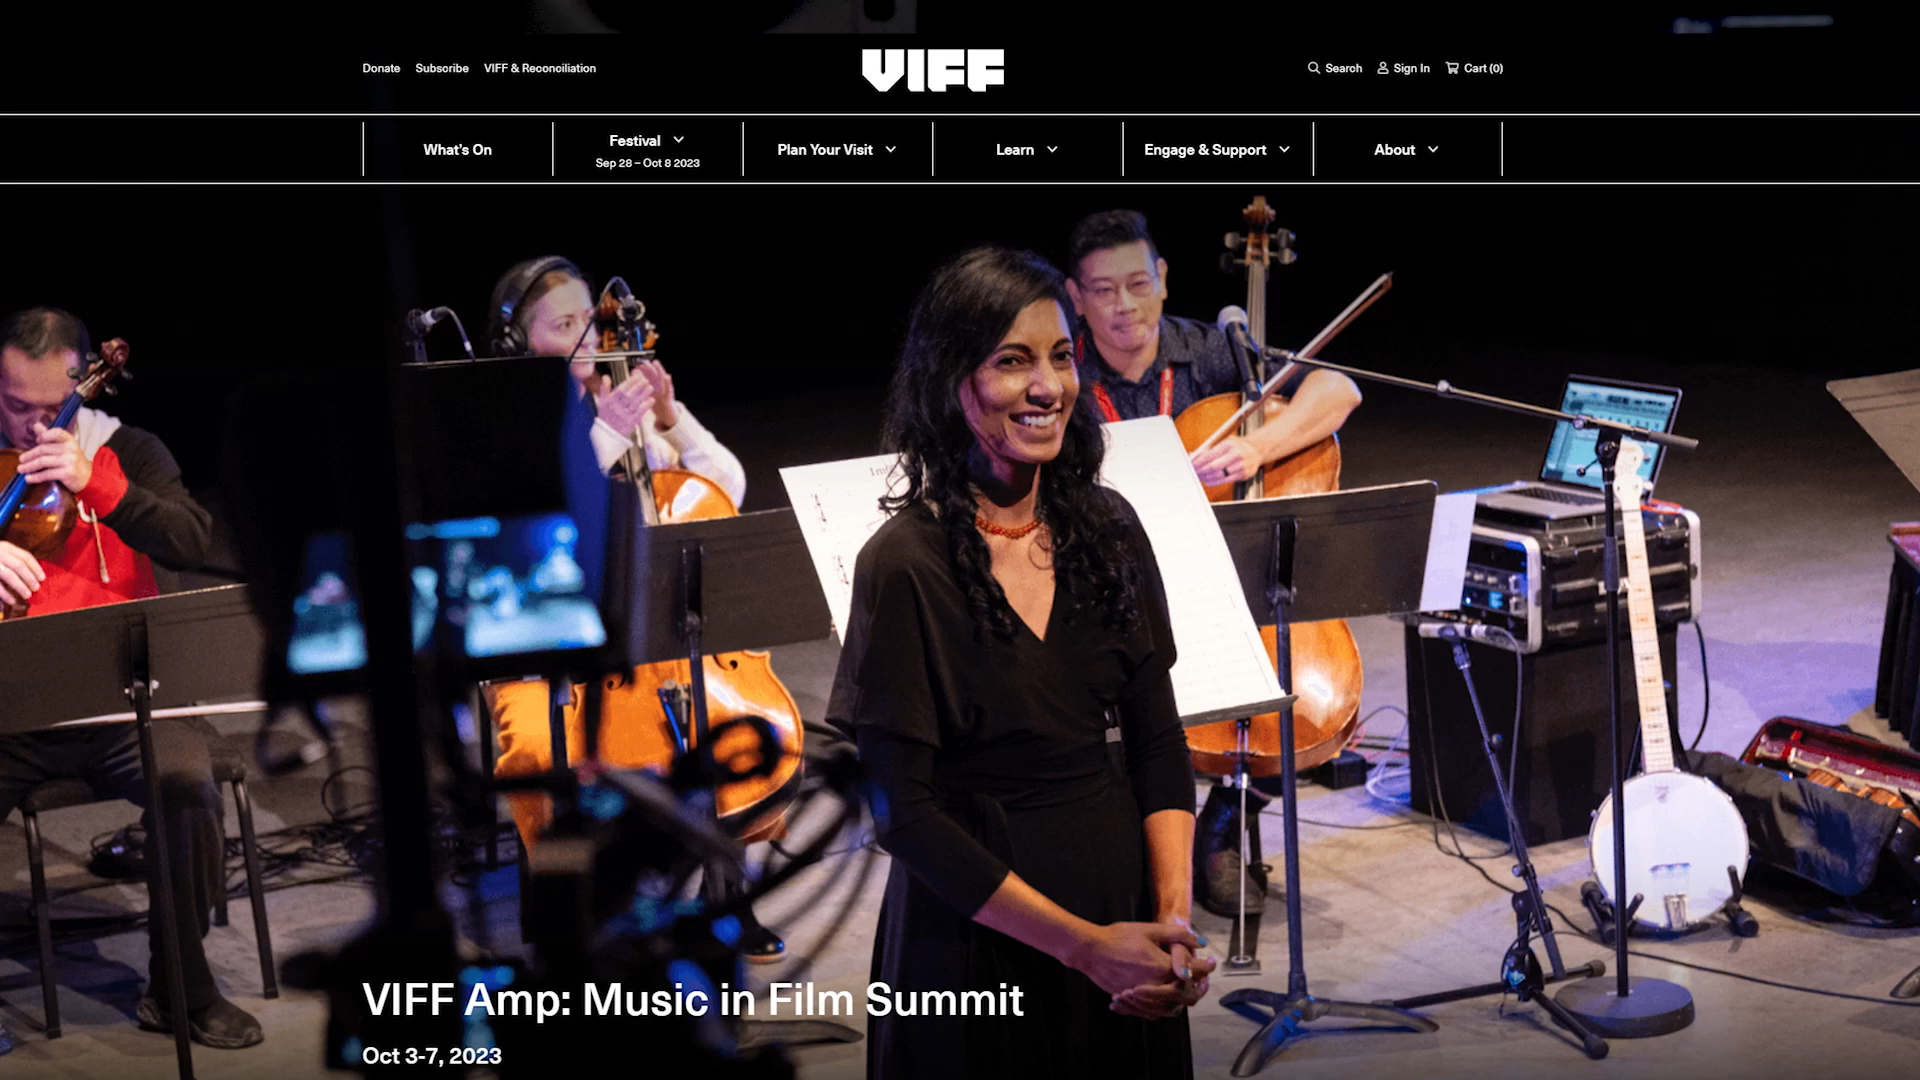 Donate Subscribe VIFF & Reconciliation
VIFF
Search Sign In Cart (0)
What's On
Festival
Sep 28 – Oct 8 2023
Plan Your Visit
Learn
Engage & Support
About
VIFF Amp: Music in Film Summit
Oct 3-7, 2023